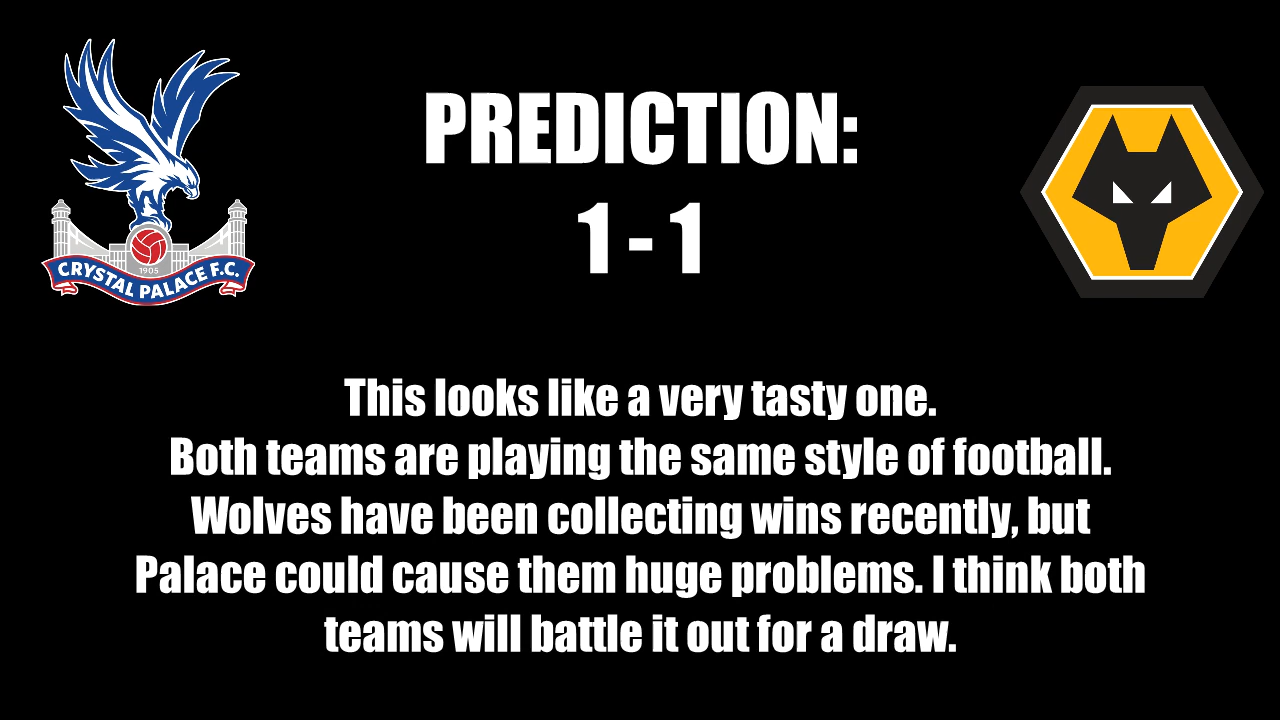 PREDICTION:
1 - 1
1905
CRYSTAL PALACE F.C.
This looks like a very tasty one.
Both teams are playing the same style of football.
Wolves have been collecting wins recently, but
Palace could cause them huge problems. I think both
teams will battle it out for a draw.